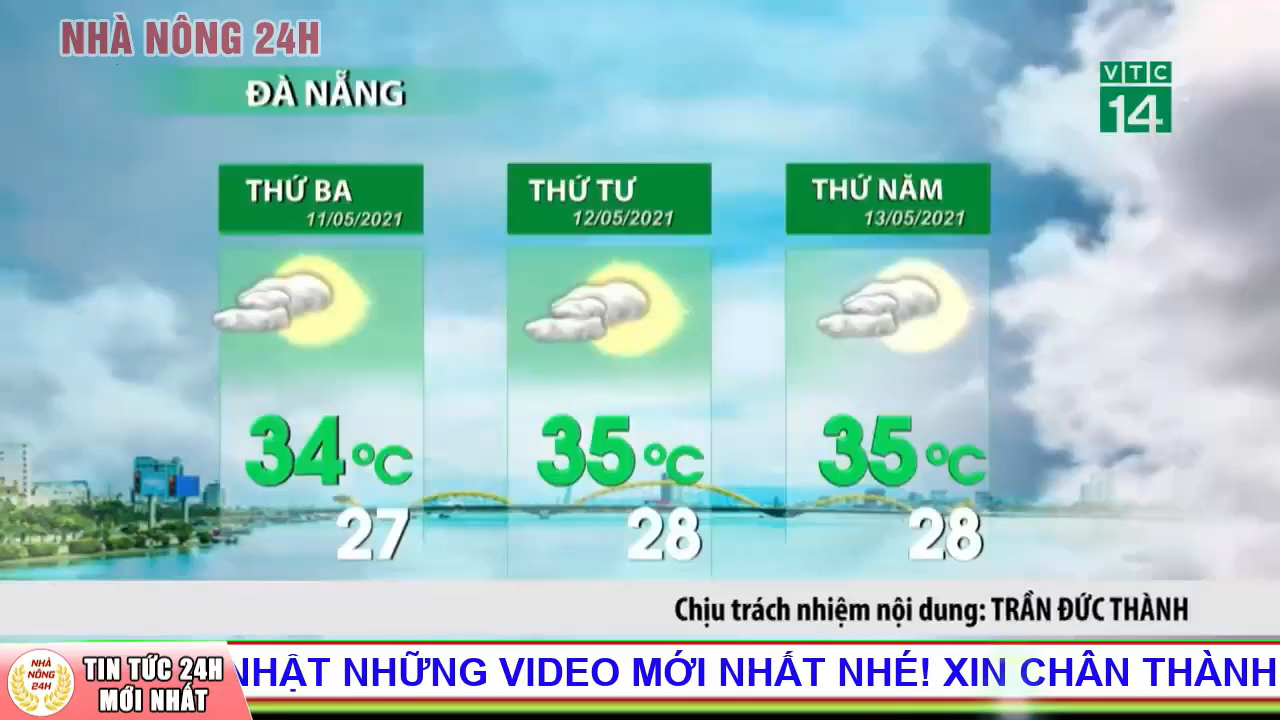 NHÀ NÔNG 24H
ĐÀ NẴNG
VTC
14
THỨ BA
11/05/2021
THỨ TƯ
12/05/2021
THỨ NĂM
13/05/2021
34°C
27
35°C
28
35°C
28
Chịu trách nhiệm nội dung: TRẦN ĐỨC THÀNH
NHÀ
NÔNG
24H
TIN TỨC 24H
MỚI NHẤT
NHẬT NHỮNG VIDEO MỚI NHẤT NHÉ! XIN CHÂN THÀNH